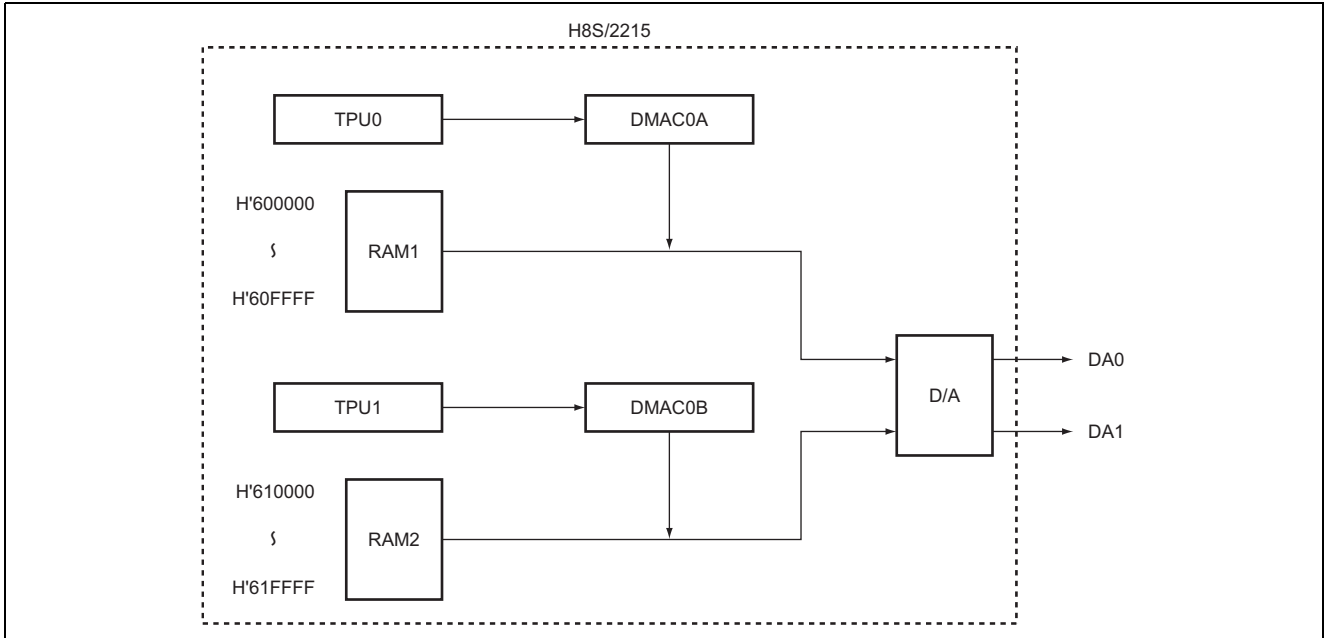 H8S/2215
TPU0
DMAC0A
H'600000
∫
H'60FFFF
RAM1
D/A
DA0
DA1
TPU1
DMAC0B
H'610000
∫
H'61FFFF
RAM2